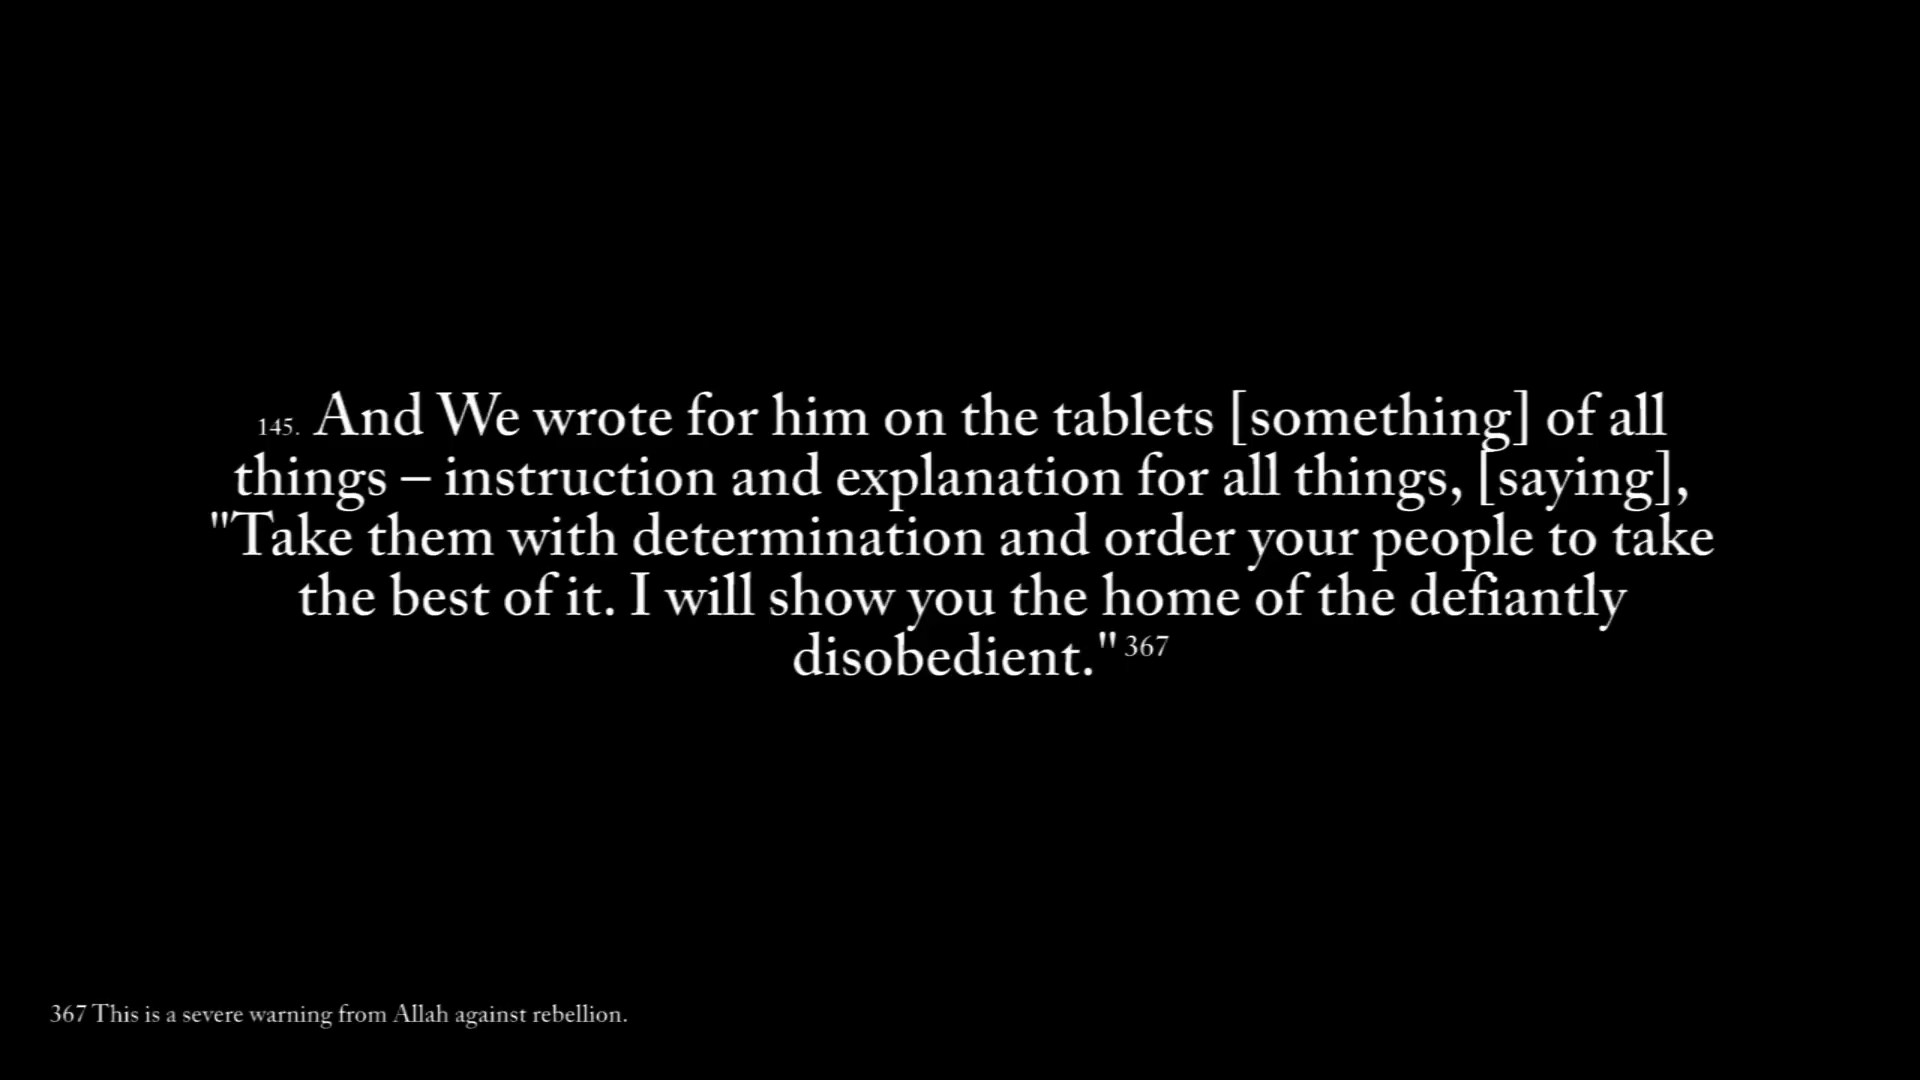 145. And We wrote for him on the tablets [something] of all
things – instruction and explanation for all things, [saying],
"Take them with determination and order your people to take
the best of it. I will show you the home of the defiantly
disobedient." 367
367 This is a severe warning from Allah against rebellion.